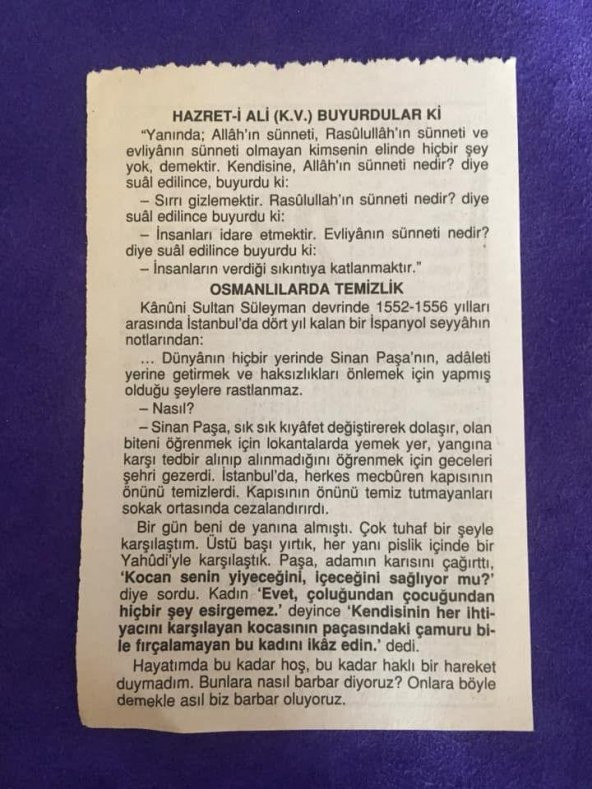 HAZRET-İ ALİ (K.V.) BUYURDULAR Kİ
“Yanında; Allâh’ın sünneti, Rasûlullâh’ın sünneti ve
evliyânın sünneti olmayan kimsenin elinde hiçbir şey
yok, demektir. Kendisine, Allâh’ın sünneti nedir? diye
suâl edilince, buyurdu ki:
– Sırrı gizlemektir. Rasûlullah’ın sünneti nedir? diye
suâl edilince buyurdu ki:
– İnsanları idare etmektir. Evliyânın sünneti nedir?
diye suâl edilince buyurdu ki:
– İnsanların verdiği sıkıntıya katlanmaktır.”
OSMANLILARDA TEMİZLİK
Kânûni Sultan Süleyman devrinde 1552-1556 yılları
arasında İstanbul’da dört yıl kalan bir İspanyol seyyâhın
notlarından:
... Dünyânın hiçbir yerinde Sinan Paşa’nın, adâleti
yerine getirmek ve haksızlıkları önlemek için yapmış
olduğu şeylere rastlanmaz.
– Nasıl?
– Sinan Paşa, sık sık kıyâfet değiştirerek dolaşır, olan
biteni öğrenmek için lokantalarda yemek yer, yangına
karşı tedbir alınıp alınmadığını öğrenmek için geceleri
şehri gezerdi. İstanbul’da, herkes mecbûren kapısının
önünü temizlerdi. Kapısının önünü temiz tutmayanları
sokak ortasında cezalandırırdı.
Bir gün beni de yanına almıştı. Çok tuhaf bir şeyle
karşılaştım. Üstü başı yırtık, her yanı pislik içinde bir
Yahûdi’yle karşılaştık. Paşa, adamın karısını çağırttı,
‘Kocan senin yiyeceğini, içeceğini sağlıyor mu?’
diye sordu. Kadın ‘Evet, çoluğundan çocuğundan
hiçbir şey esirgemez.’ deyince ‘Kendisinin her ihti-
yacını karşılayan kocasının paçasındaki çamuru bi-
le fırçalamayan bu kadını ikâz edin.’ dedi.
Hayatımda bu kadar hoş, bu kadar haklı bir hareket
duymadım. Bunlara nasıl barbar diyoruz? Onlara böyle
demekle asıl biz barbar oluyoruz.